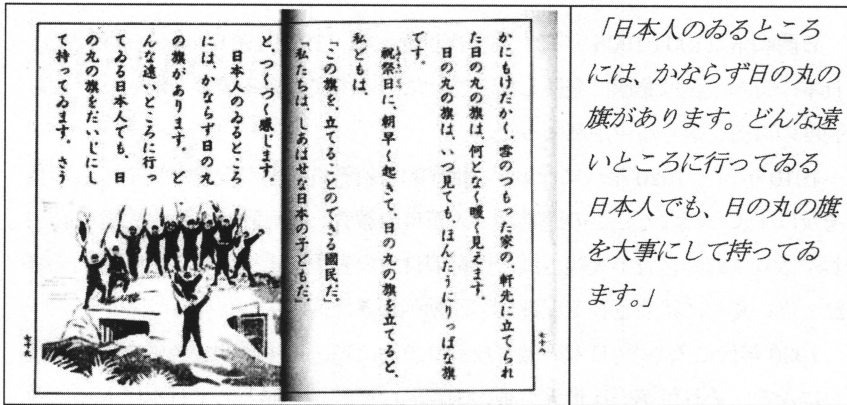 かにもけだかく、雪のつもった家の、軒先に立てられ
た日の丸の旗は、何となく暖く見えます。
日の丸の旗は、いつ見ても、ほんたうにりっぱな旗
です。
祝祭日に、朝早く起きて、日の丸の旗を立てると、
私どもは、
「この旗を、立てることのできる國民だ。
「私たちは、しあはせな日本の子どもだ。」
七十八
と、つくづく感じます。
日本人のゐるところ
には、かならず日の丸
の旗があります。ど
んな遠いところに行っ
てゐる日本人でも、日
の丸の旗をだいじにし
て持ってゐます。さう
七十九
「日本人のゐるところ
には、かならず日の丸の
旗があります。どんな遠
いところに行ってゐる
日本人でも、日の丸の旗
を大事にして持ってゐ
ます。」